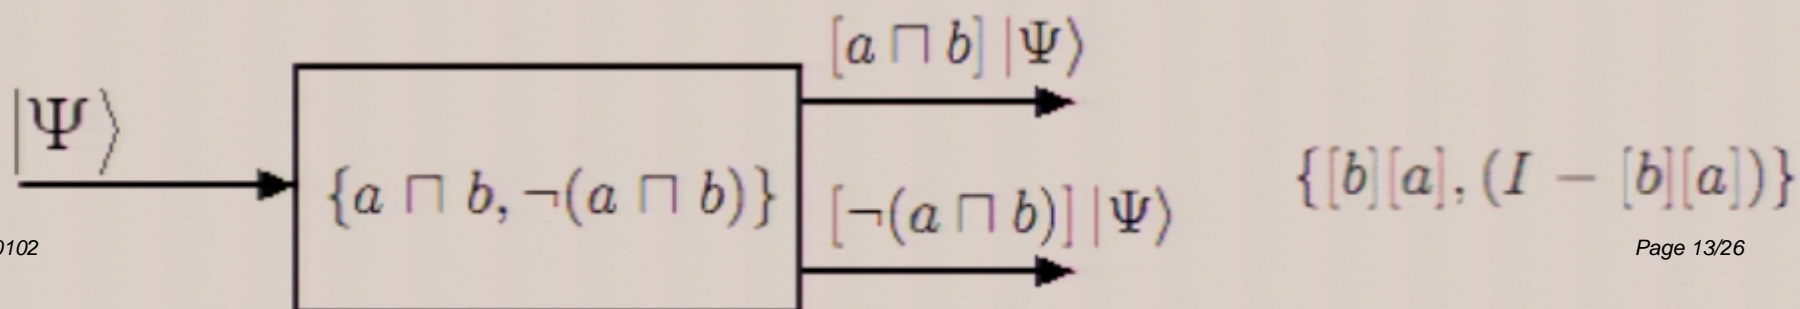 [a ⊓ b] |Ψ⟩
|Ψ⟩
{a ⊓ b, ¬(a ⊓ b)}
[¬(a ⊓ b)] |Ψ⟩
{[b][a], (I − [b][a])}
0102
Page 13/26